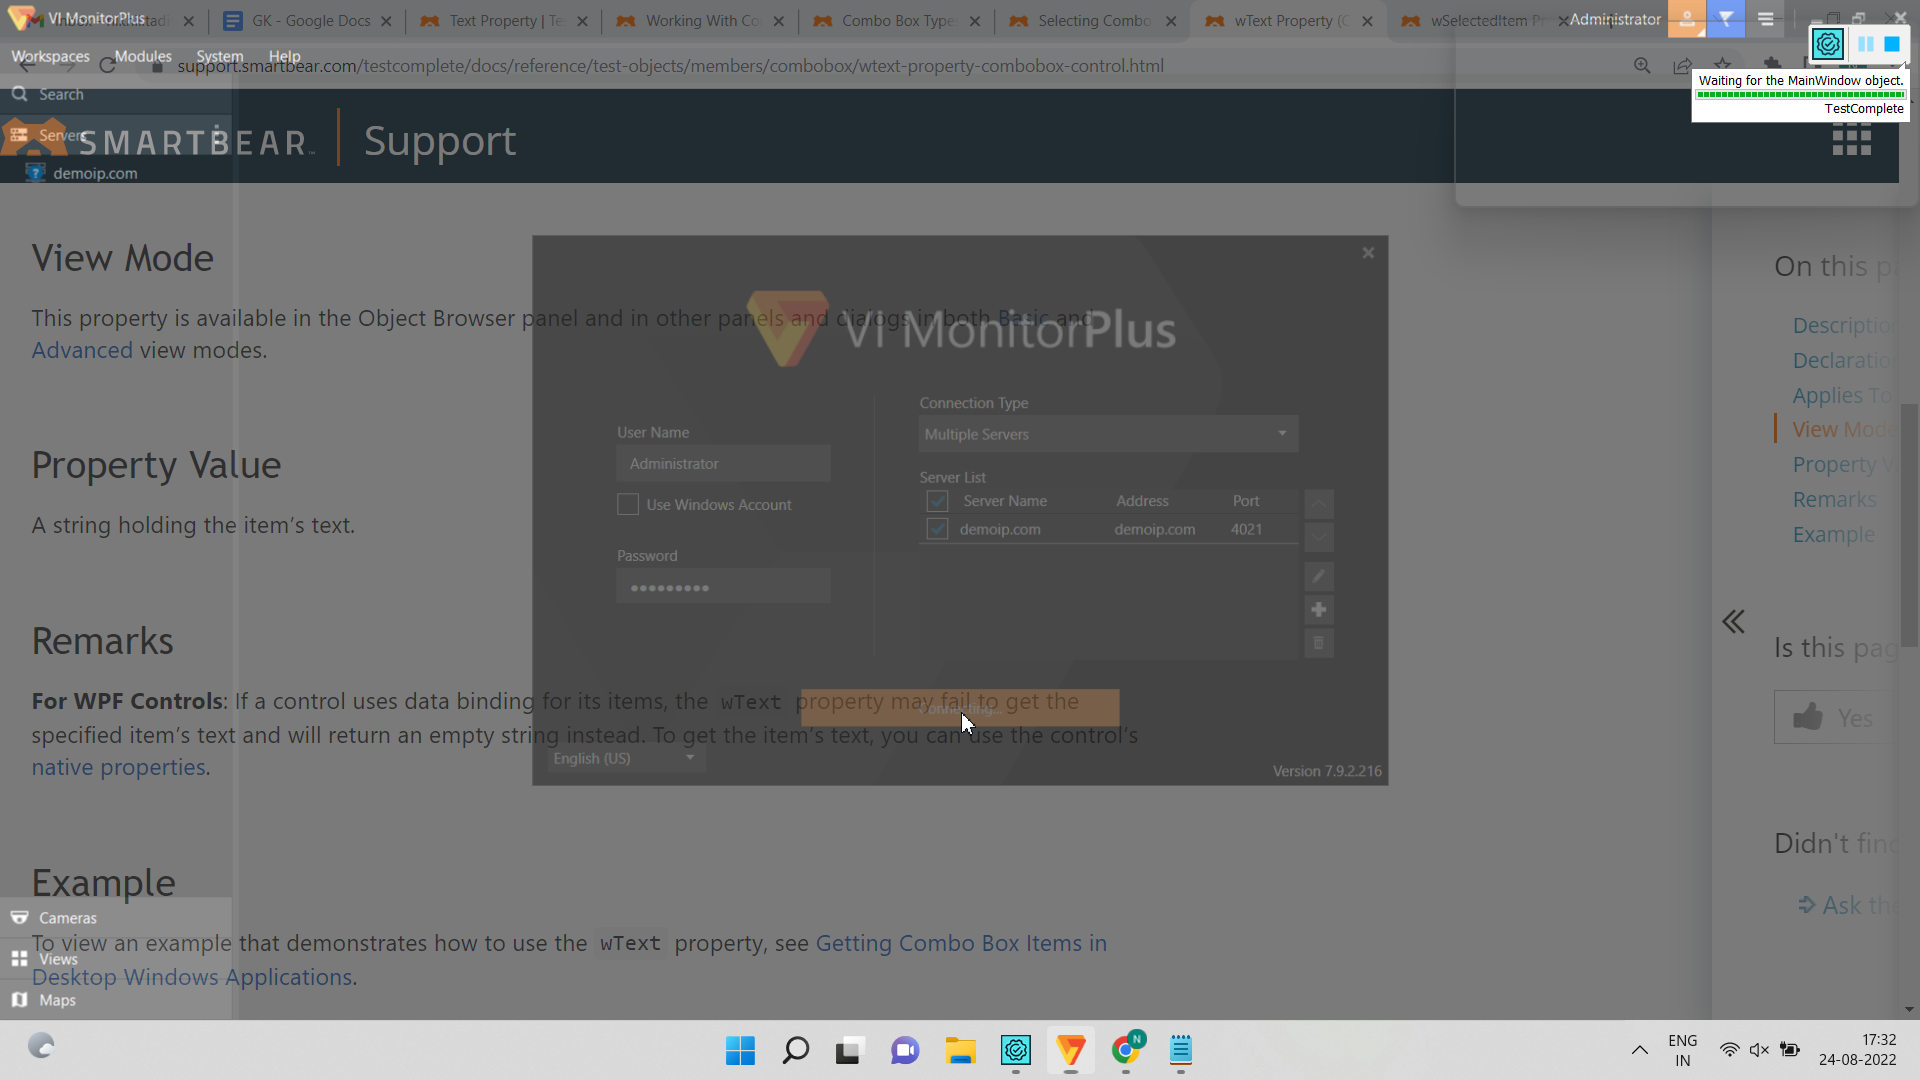 VI MonitorPlus
GK - Google Docs
Text Property | Te
Working With Co
Combo Box Type
Selecting Combo
wText Property (C
wSelectedItem Pr
Administrator
Workspaces Modules System Help
support.smartbear.com/testcomplete/docs/reference/test-objects/members/combobox/wtext-property-combobox-control.html
Waiting for the MainWindow object.
TestComplete
Search
Servers
demoip.com
SMARTBEAR Support
View Mode
This property is available in the Object Browser panel and in other panels and dialogs in both Basic and
Advanced view modes.
Property Value
A string holding the item’s text.
Remarks
For WPF Controls: If a control uses data binding for its items, the wText property may fail to get the
specified item’s text and will return an empty string instead. To get the item’s text, you can use the control’s
native properties.
Example
To view an example that demonstrates how to use the wText property, see Getting Combo Box Items in
Desktop Windows Applications.
Cameras
Views
Maps
VI MonitorPlus
User Name
Administrator
Use Windows Account
Password
Connection Type
Multiple Servers
Server List
Server Name Address Port
demoip.com demoip.com 4021
Connecting...
English (US)
Version 7.9.2.216
On this pa
Descriptio
Declaratio
Applies To
View Mode
Property V
Remarks
Example
Is this pag
Yes
Didn't find
Ask the
N
ENG
IN
17:32
24-08-2022